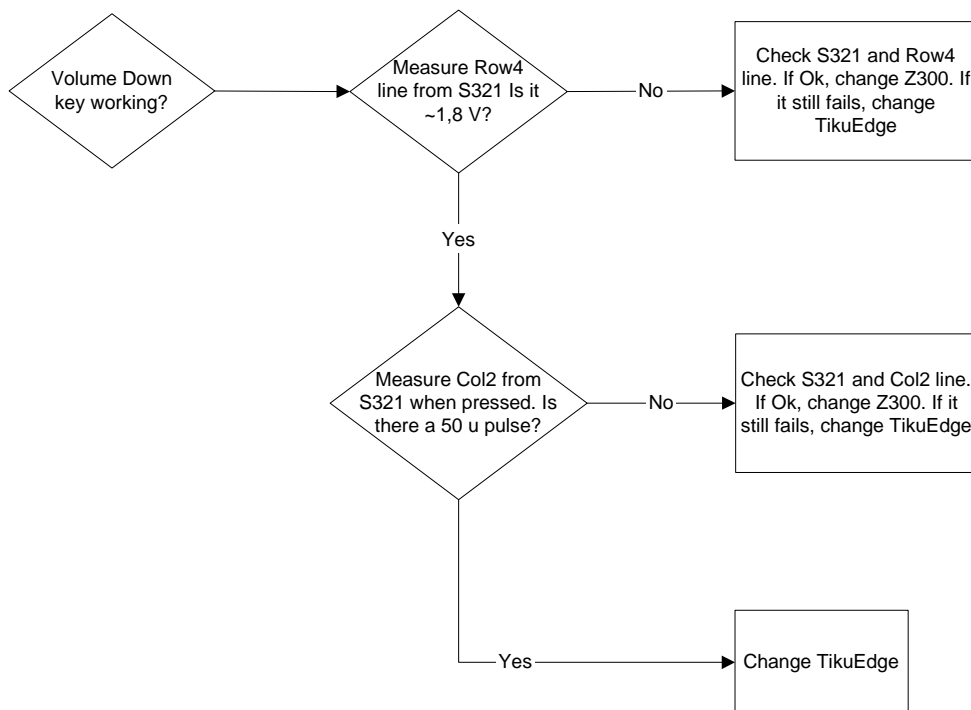 Volume Down
key working?
Measure Row4
line from S321 Is it
~1,8 V?
No
Check S321 and Row4
line. If Ok, change Z300. If
it still fails, change
TikuEdge
Yes
Measure Col2 from
S321 when pressed. Is
there a 50 u pulse?
No
Check S321 and Col2 line.
If Ok, change Z300. If it
still fails, change TikuEdge
Yes
Change TikuEdge